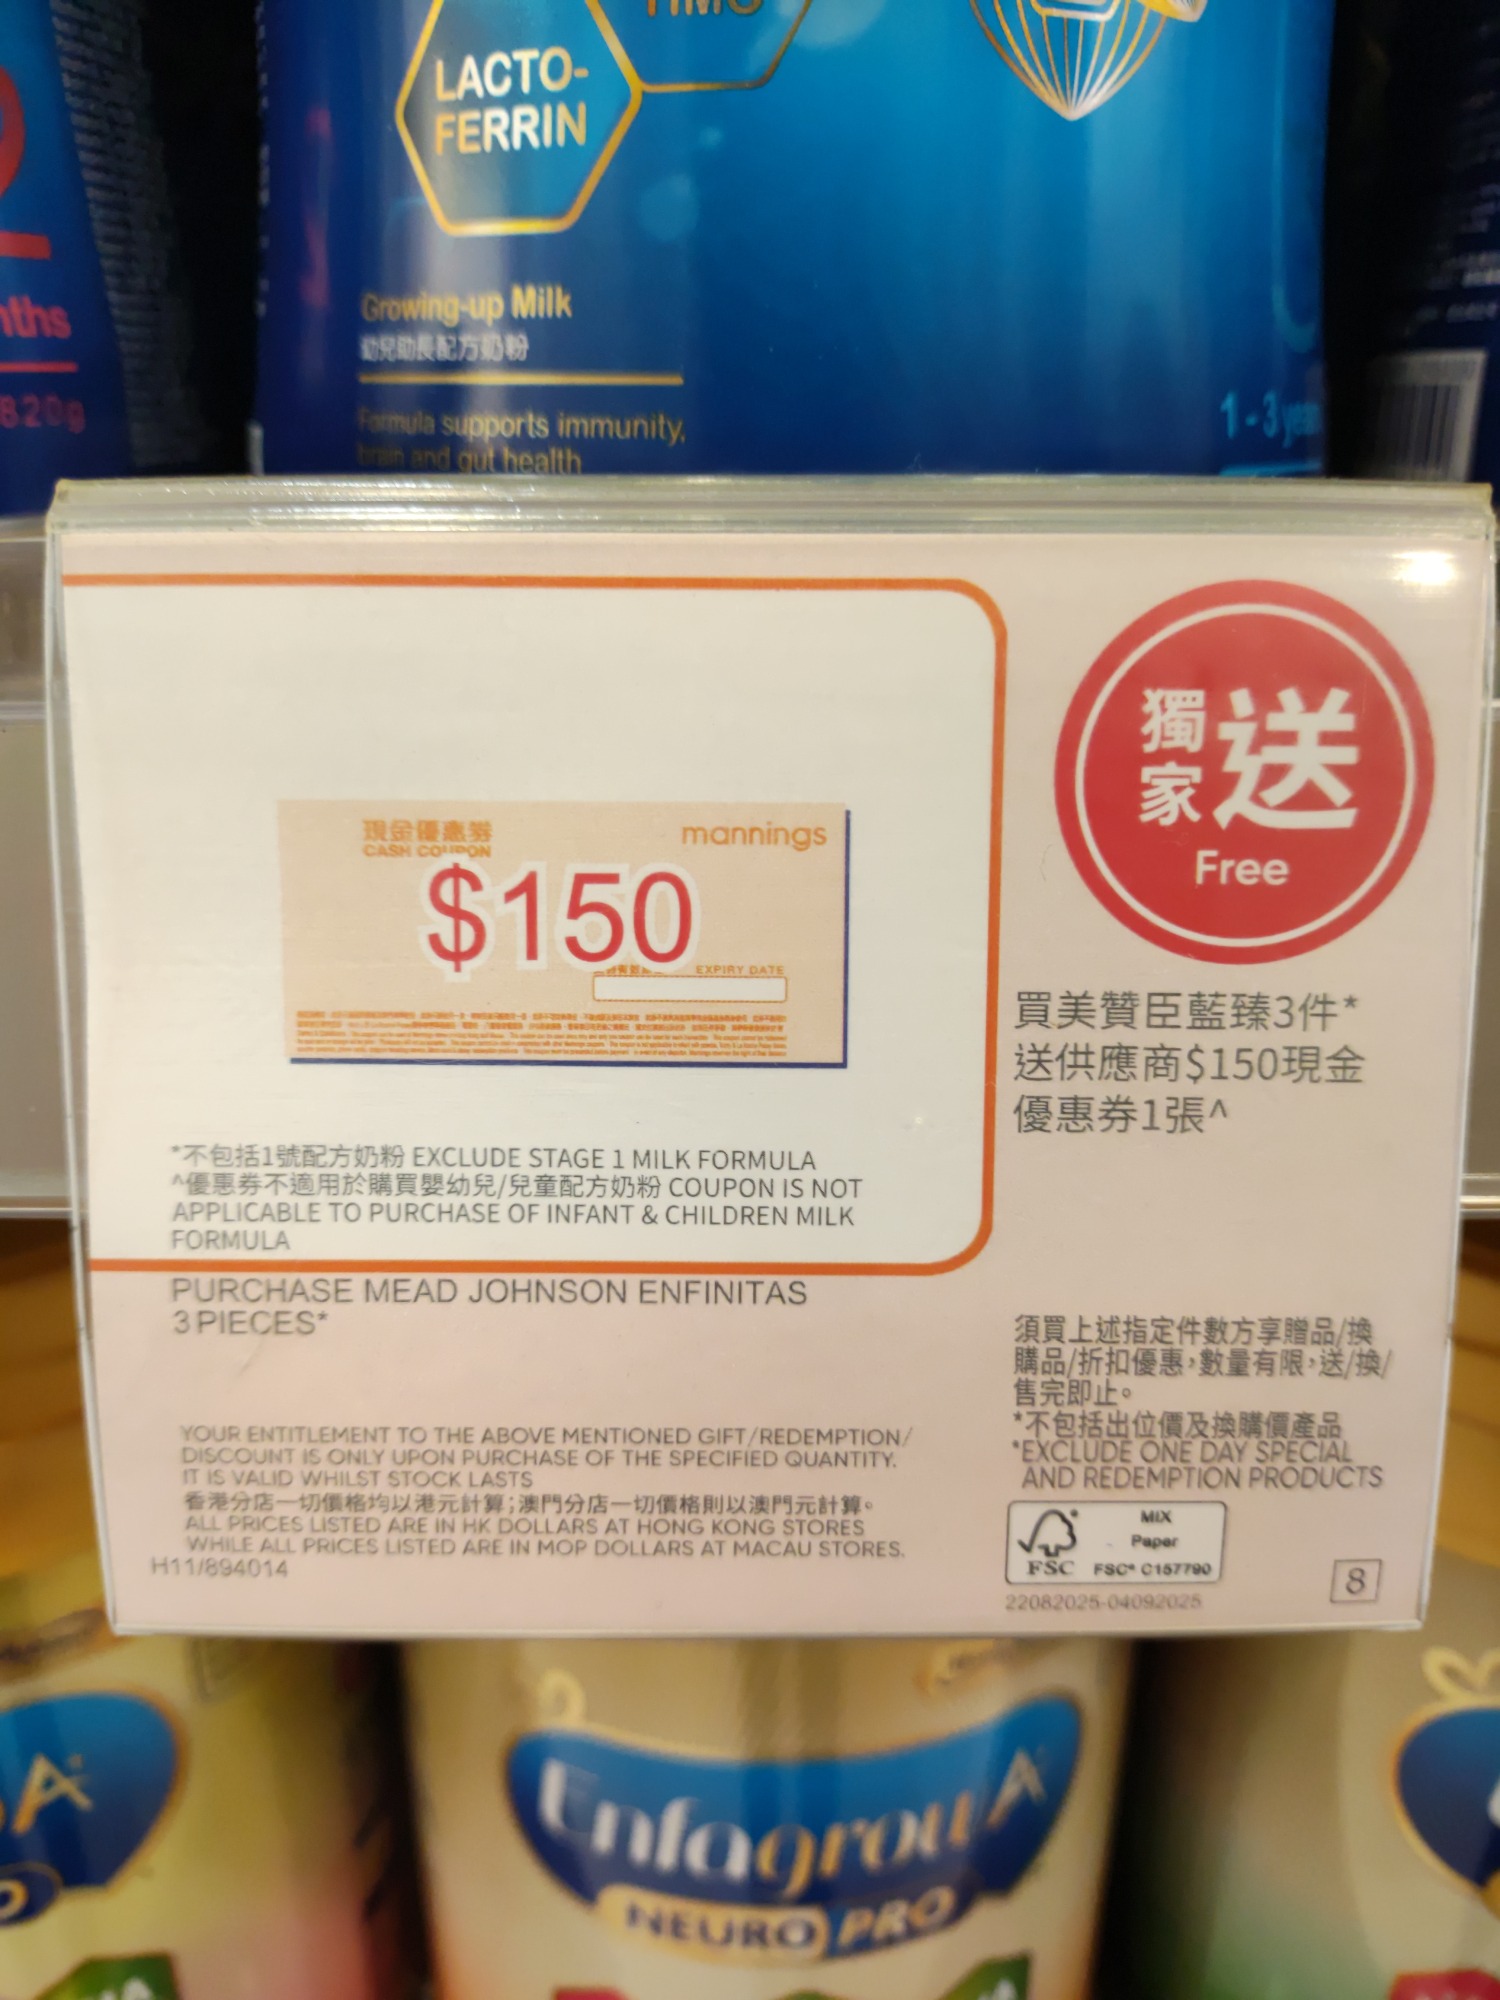 LACTO-
FERRIN
Growing-up Milk
幼兒助長配方奶粉
Formula supports immunity,
brain and gut health
1-3
820g
獨家送
Free
現金優惠券
CASH COUPON
mannings
$150
EXPIRY DATE
買美贊臣藍臻3件*
送供應商$150現金
優惠券1張^
*不包括1號配方奶粉 EXCLUDE STAGE 1 MILK FORMULA
^優惠券不適用於購買嬰幼兒/兒童配方奶粉 COUPON IS NOT
APPLICABLE TO PURCHASE OF INFANT & CHILDREN MILK
FORMULA
PURCHASE MEAD JOHNSON ENFINITAS
3 PIECES*
須買上述指定件數方享贈品/換
購品/折扣優惠，數量有限，送/換/
售完即止。
*不包括出位價及換購價產品
*EXCLUDE ONE DAY SPECIAL
AND REDEMPTION PRODUCTS
YOUR ENTITLEMENT TO THE ABOVE MENTIONED GIFT/REDEMPTION/
DISCOUNT IS ONLY UPON PURCHASE OF THE SPECIFIED QUANTITY.
IT IS VALID WHILST STOCK LASTS
香港分店一切價格均以港元計算；澳門分店一切價格則以澳門元計算。
ALL PRICES LISTED ARE IN HK DOLLARS AT HONG KONG STORES
WHILE ALL PRICES LISTED ARE IN MOP DOLLARS AT MACAU STORES.
H11/894014
FSC
MIX
Paper
FSC® C157790
22082025-04092025
8
Enfagrow A+
NEURO PRO